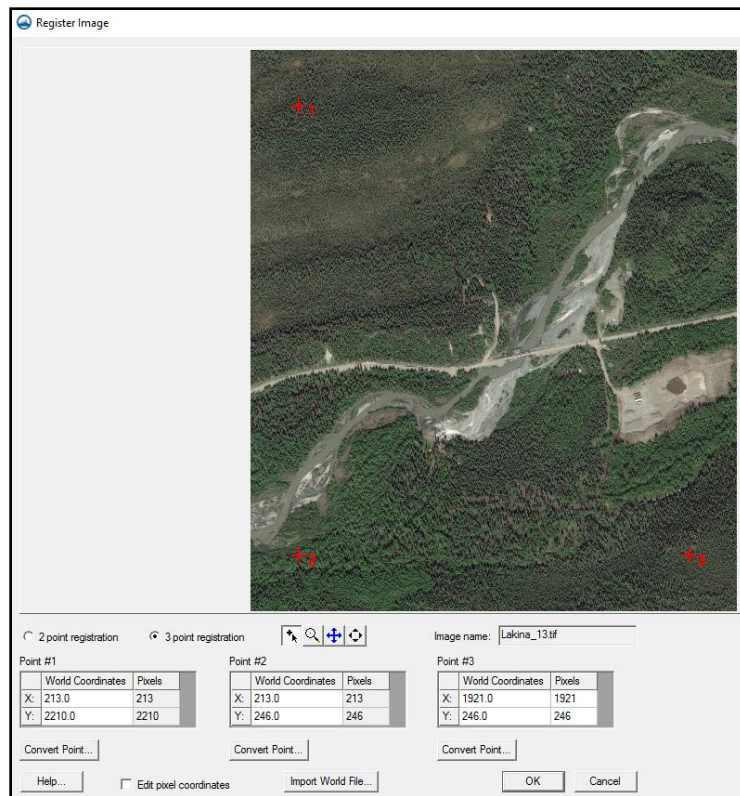 Register Image
1
2
3
2 point registration 3 point registration Image name: Lakina_13.tif
Point #1 Point #2 Point #3
World Coordinates Pixels World Coordinates Pixels World Coordinates Pixels
X: 213.0 213 X: 213.0 213 X: 1921.0 1921
Y: 2210.0 2210 Y: 246.0 246 Y: 246.0 246
Convert Point... Convert Point... Convert Point...
Help... Edit pixel coordinates Import World File... OK Cancel